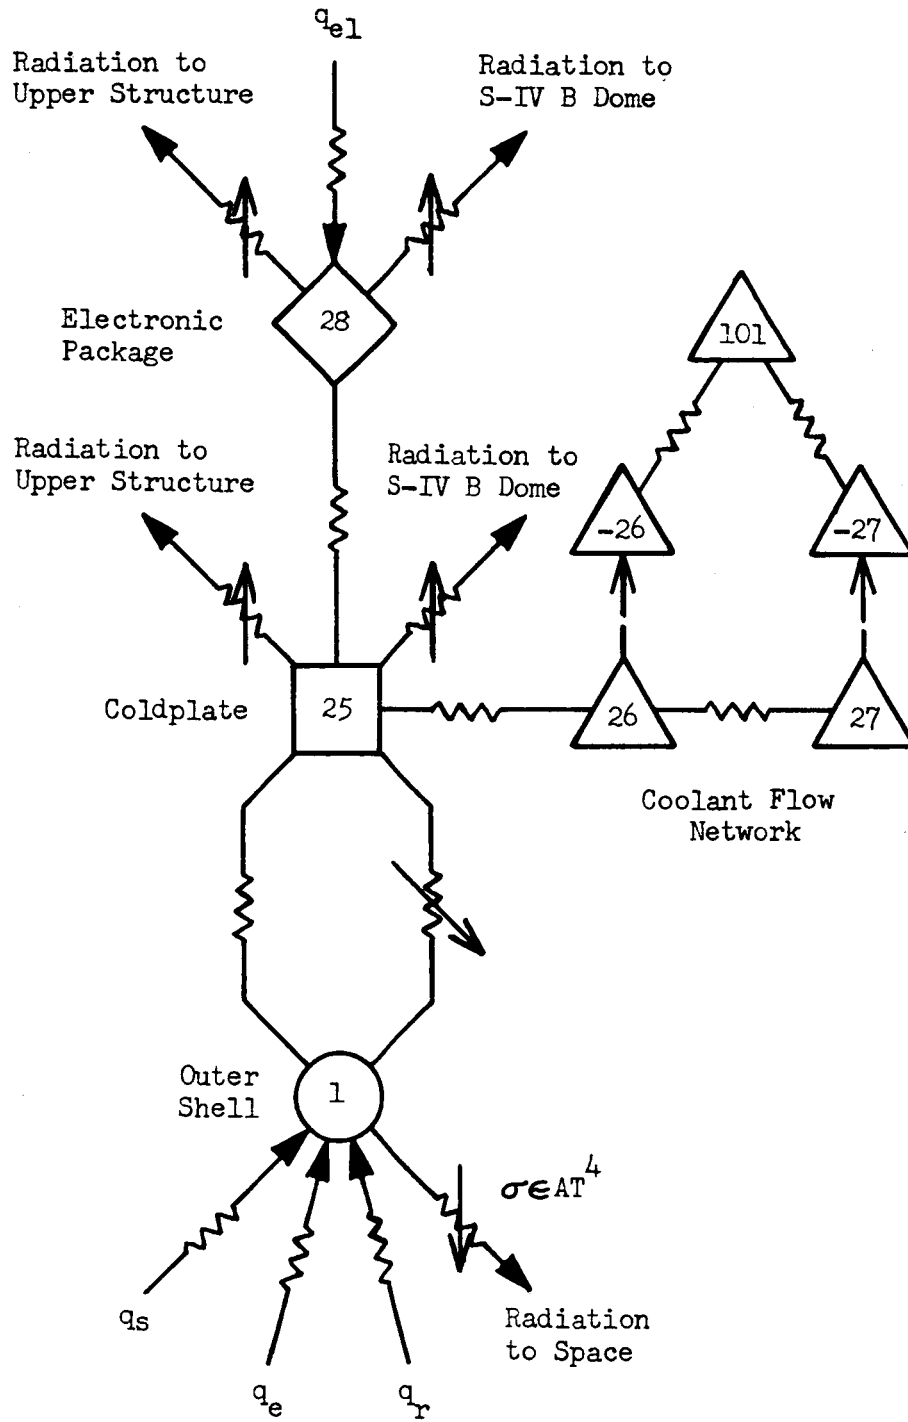 q_el
Radiation to
Upper Structure
Radiation to
S-IV B Dome
28
Electronic
Package
101
Radiation to
Upper Structure
Radiation to
S-IV B Dome
-26
-27
Coldplate
25
26
27
Coolant Flow
Network
Outer
Shell
1
σϵAT⁴
q_s
q_e
q_r
Radiation
to Space